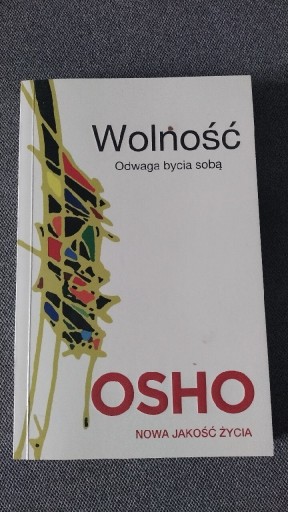 Wolność
Odwaga bycia sobą
OSHO
NOWA JAKOŚĆ ŻYCIA